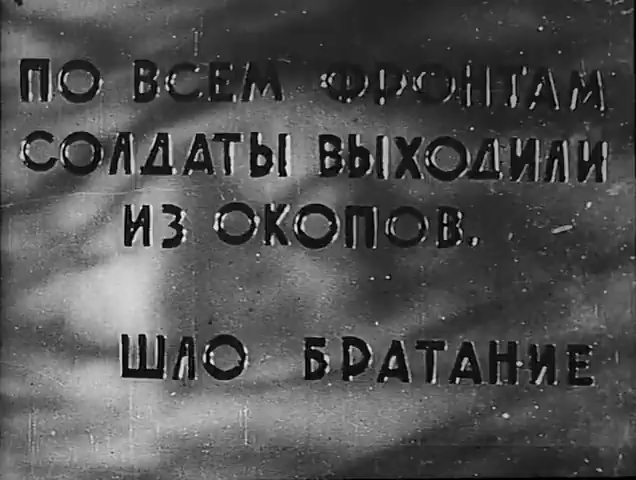 ПО ВСЕМ ФРОНТАМ
СОЛДАТЫ ВЫХОДИЛИ
ИЗ ОКОПОВ.
ШЛО БРАТАНИЕ